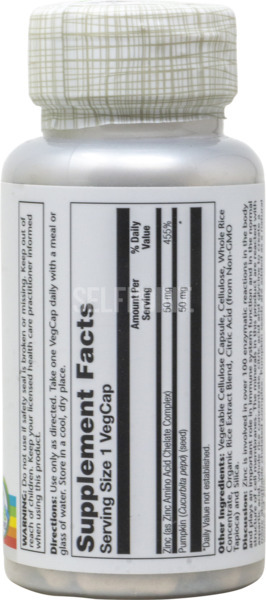 WARNING: Do not use if safety seal is broken or missing. Keep out of
reach of children. Keep your licensed health care practitioner informed
when using this product.
Directions: Use only as directed. Take one VegCap daily with a meal or
glass of water. Store in a cool, dry place.
Supplement Facts
Serving Size 1 VegCap
Amount Per Serving % Daily Value
Zinc (as Zinc Amino Acid Chelate Complex) 50 mg 455%
Pumpkin (Cucurbita pepo) (seed) 50 mg *
*Daily Value not established.
Other Ingredients: Vegetable Cellulose Capsule, Cellulose, Whole Rice
Concentrate, Organic Rice Extract Blend, Citric Acid (from Non-GMO
Tapioca) and Silica.
Discussion: Zinc is involved in over 100 enzymatic reactions in the body